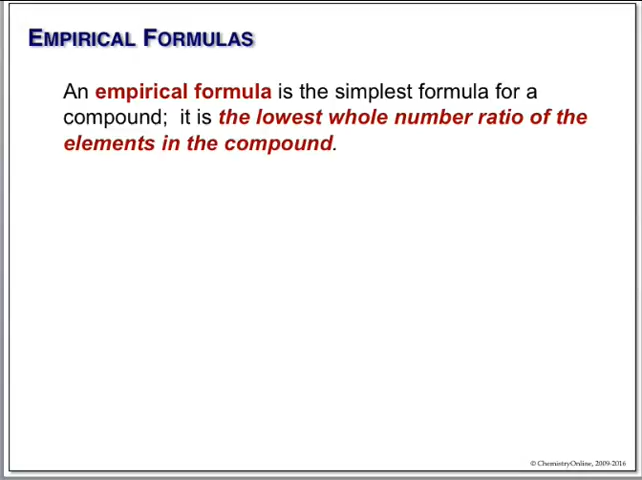 EMPIRICAL FORMULAS
An empirical formula is the simplest formula for a
compound; it is the lowest whole number ratio of the
elements in the compound.
© ChemistryOnline, 2009-2016